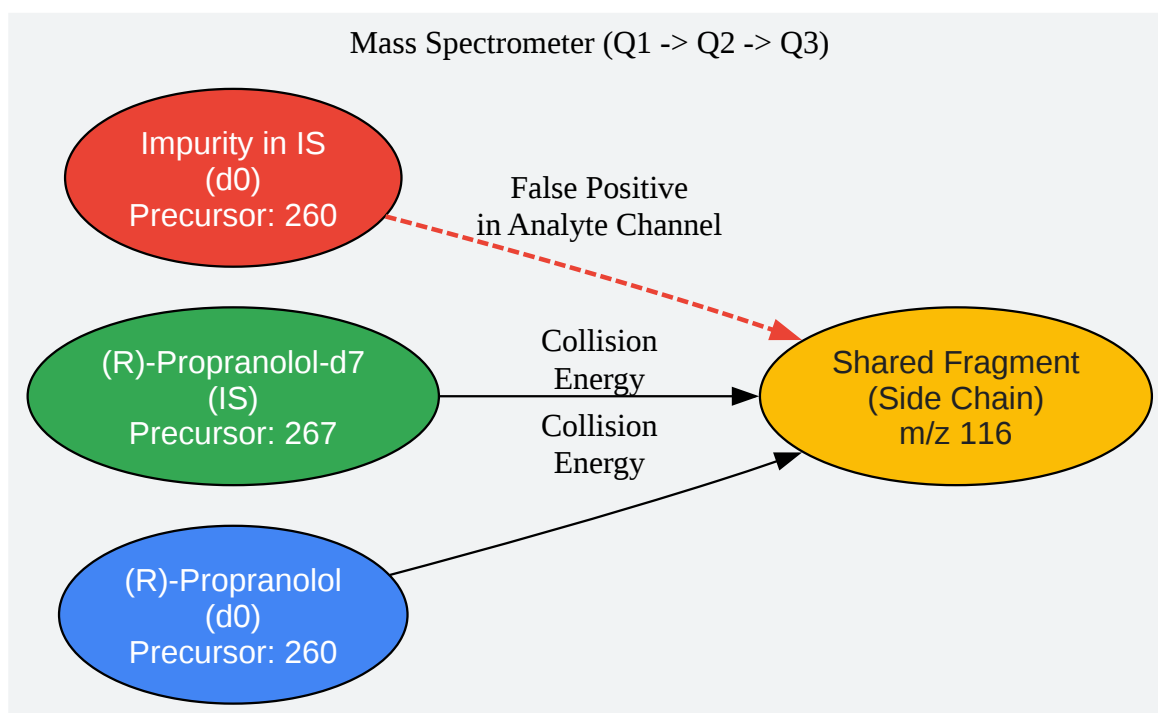 Mass Spectrometer (Q1 -> Q2 -> Q3)
Impurity in IS
(d0)
Precursor: 260
False Positive
in Analyte Channel
(R)-Propranolol-d7
(IS)
Precursor: 267
Collision
Energy
Collision
Energy
Shared Fragment
(Side Chain)
m/z 116
(R)-Propranolol
(d0)
Precursor: 260